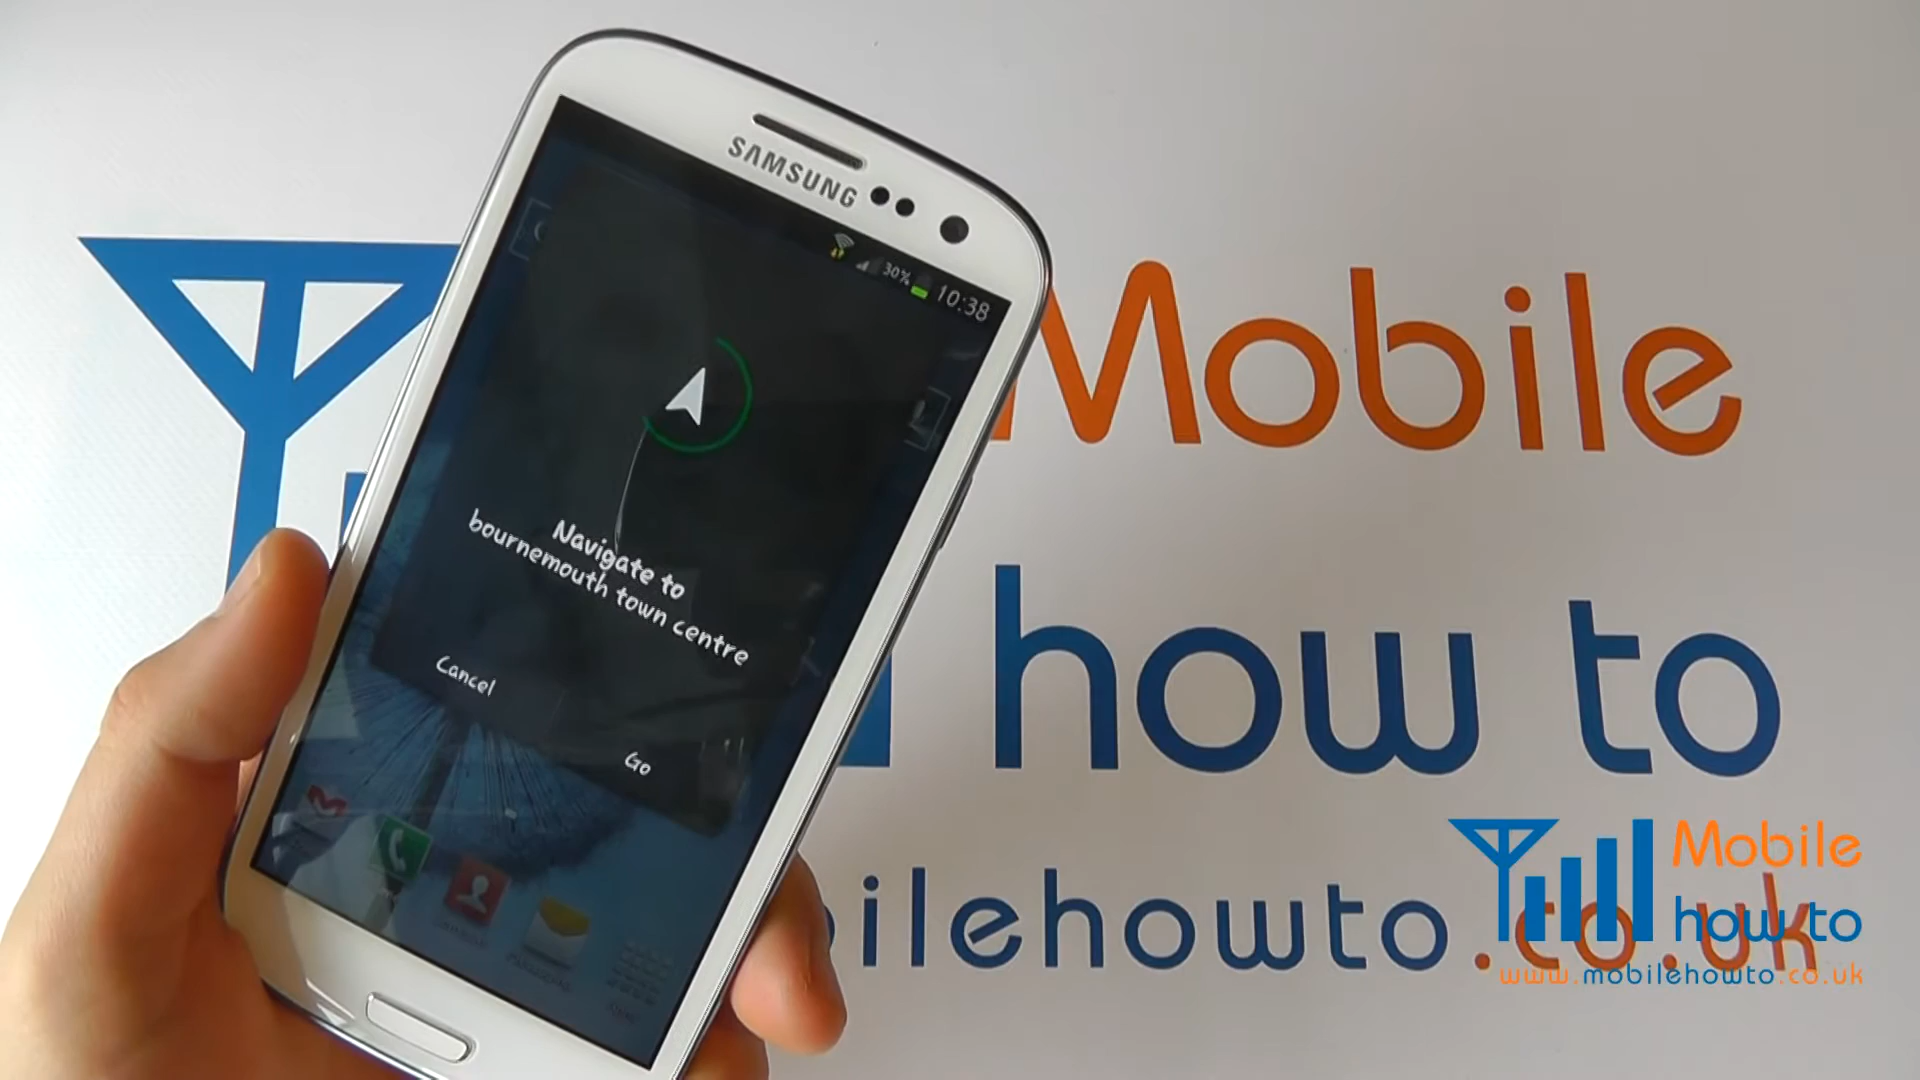 SAMSUNG
30% 10:38
Navigate to
bournemouth town centre
Cancel
Go
Mobile
how to
bilehowto.co.uk
Mobile
how to
www.mobilehowto.co.uk